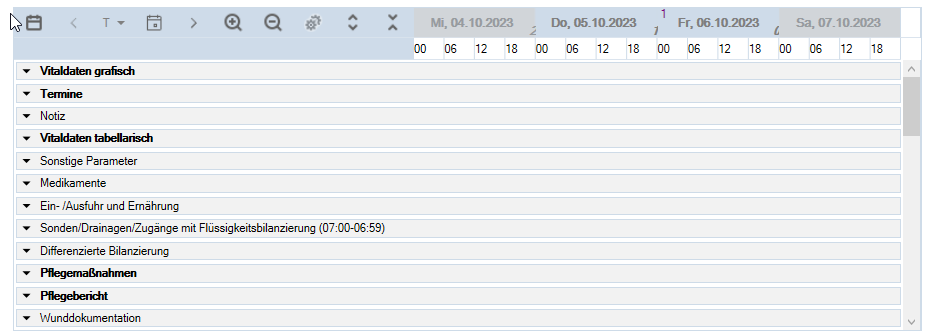 T Mi, 04.10.2023 Do, 05.10.2023 1 Fr, 06.10.2023 Sa, 07.10.2023
2 1
00 06 12 18 00 06 12 18 00 06 12 18 00 06 12 18
Vitaldaten grafisch
Termine
Notiz
Vitaldaten tabellarisch
Sonstige Parameter
Medikamente
Ein- /Ausfuhr und Ernährung
Sonden/Drainagen/Zugänge mit Flüssigkeitsbilanzierung (07:00-06:59)
Differenzierte Bilanzierung
Pflegemaßnahmen
Pflegebericht
Wunddokumentation